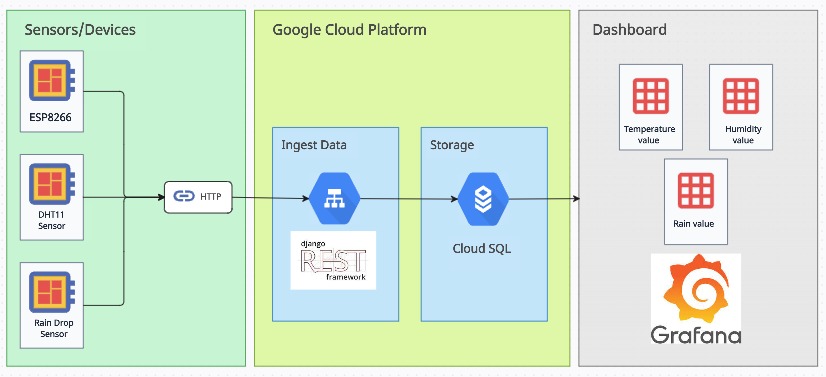 Sensors/Devices
ESP8266
DHT11
Sensor
Rain Drop
Sensor
HTTP
Google Cloud Platform
Ingest Data
django
REST
framework
Storage
Cloud SQL
Dashboard
Temperature
value
Humidity
value
Rain value
Grafana